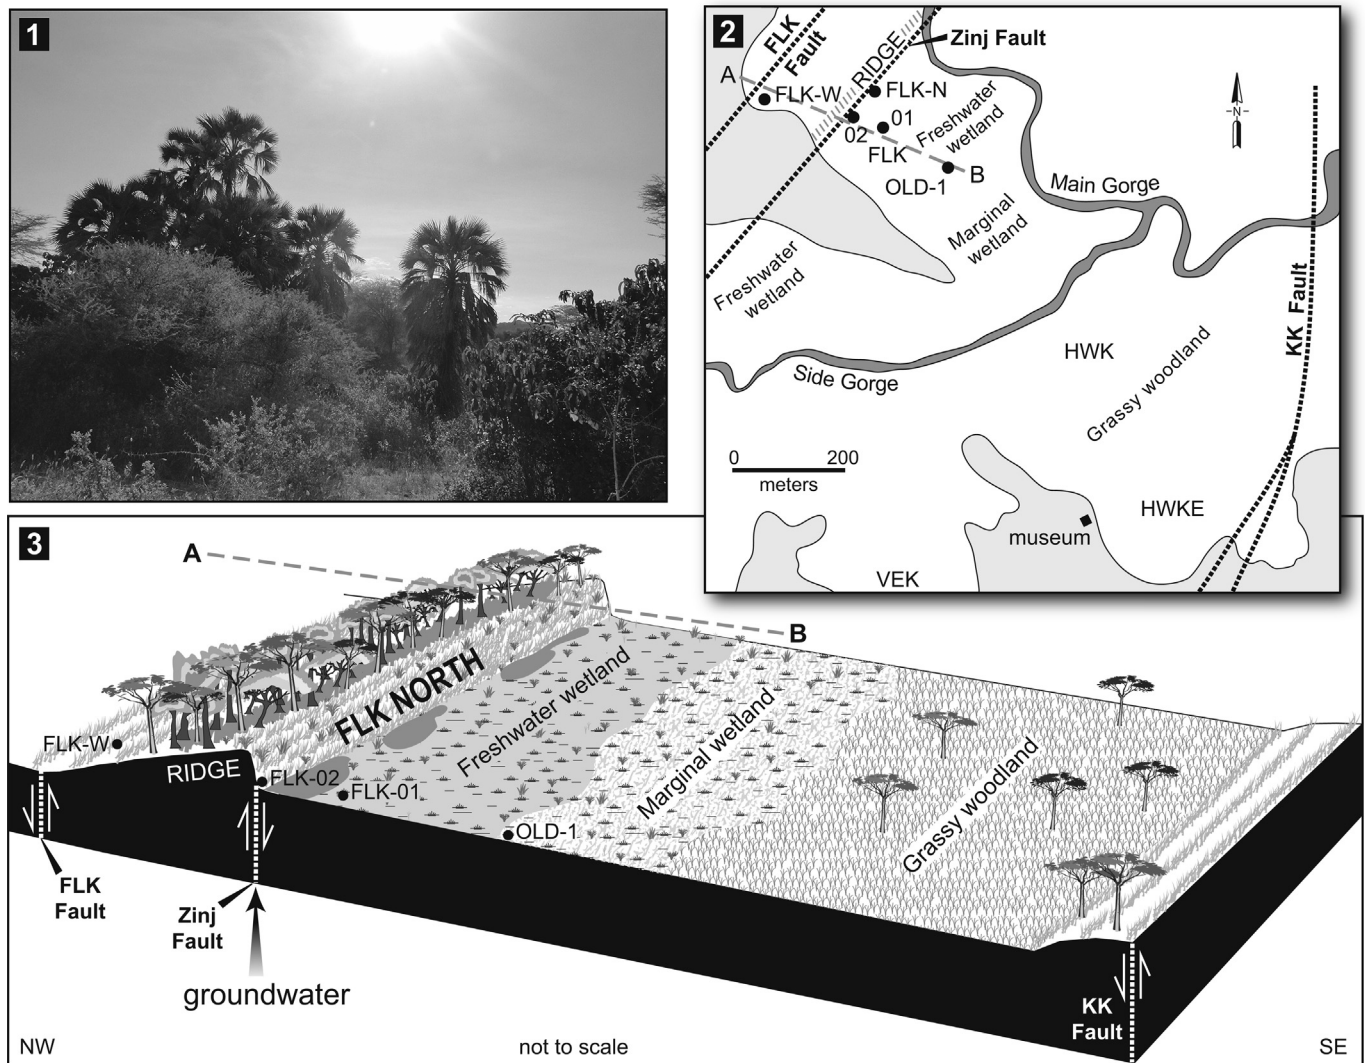 1
2
FLK
Fault
RIDGE
Zinj Fault
A
FLK-W
FLK-N
01
02
FLK
Freshwater
wetland
N
OLD-1
B
Main Gorge
Marginal
wetland
Freshwater
wetland
KK Fault
HWK
Side Gorge
Grassy woodland
0 200
meters
HWKE
museum
VEK
3
A
B
FLK NORTH
Freshwater wetland
FLK-W
RIDGE
FLK-02
FLK-01
Marginal wetland
OLD-1
Grassy woodland
FLK
Fault
Zinj
Fault
groundwater
KK
Fault
NW
not to scale
SE